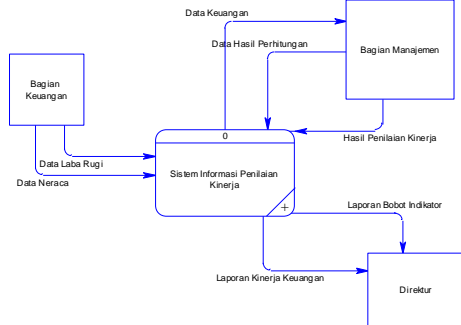 Data Keuangan
Data Hasil Perhitungan
Bagian Manajemen
Bagian
Keuangan
0
Hasil Penilaian Kinerja
Data Laba Rugi
Sistem Informasi Penilaian
Kinerja
Data Neraca
+
Laporan Bobot Indikator
Laporan Kinerja Keuangan
Direktur